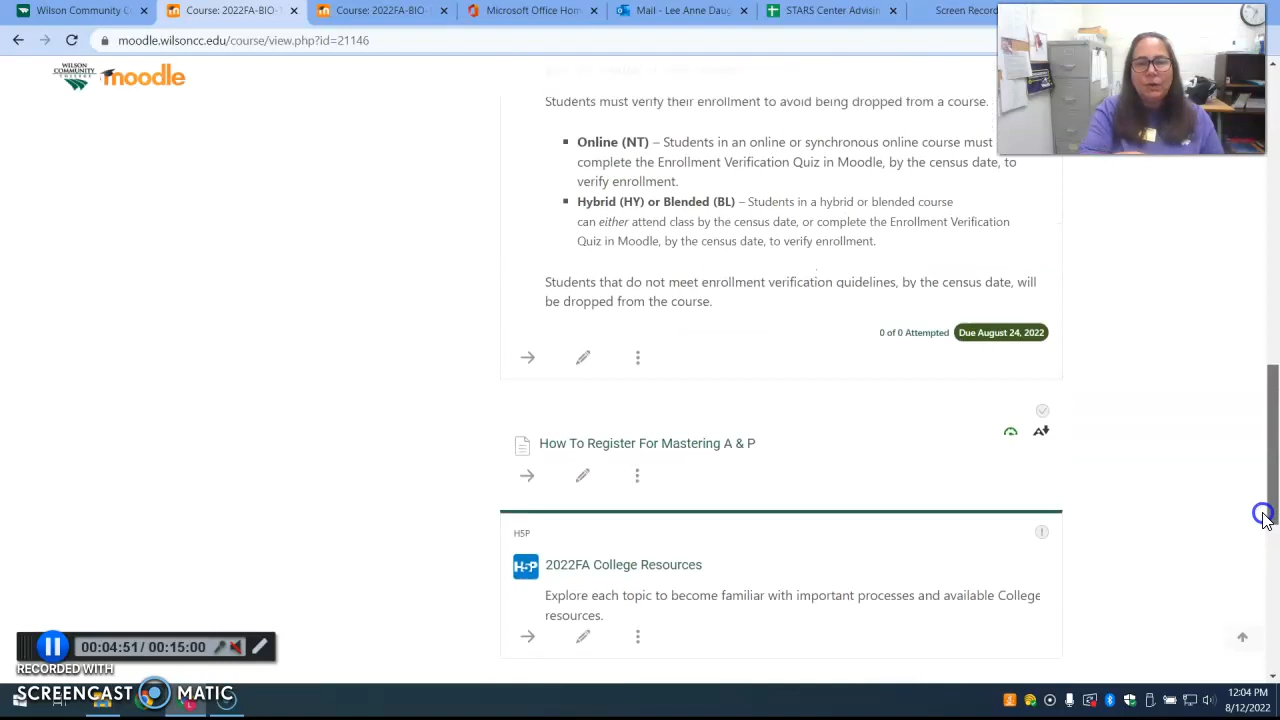 Course: 2022FA-BIO-1
Course: 2022FA-BIO-1
Microsoft Office Hom
Mail - Lee Anne Daug
STARS Center Advisin
Screen Record
moodle.wilsoncc.edu/course/view.php?id=21146
WILSON
COMMUNITY
COLLEGE
moodle
Students must verify their enrollment to avoid being dropped from a course.
Online (NT) – Students in an online or synchronous online course must
complete the Enrollment Verification Quiz in Moodle, by the census date, to
verify enrollment.
Hybrid (HY) or Blended (BL) – Students in a hybrid or blended course
can either attend class by the census date, or complete the Enrollment Verification
Quiz in Moodle, by the census date, to verify enrollment.
Students that do not meet enrollment verification guidelines, by the census date, will
be dropped from the course.
0 of 0 Attempted
Due August 24, 2022
How To Register For Mastering A & P
H5P
H5P
2022FA College Resources
Explore each topic to become familiar with important processes and available College
resources.
00:04:51 / 00:15:00
RECORDED WITH
SCREENCAST MATIC
12:04 PM
8/12/2022